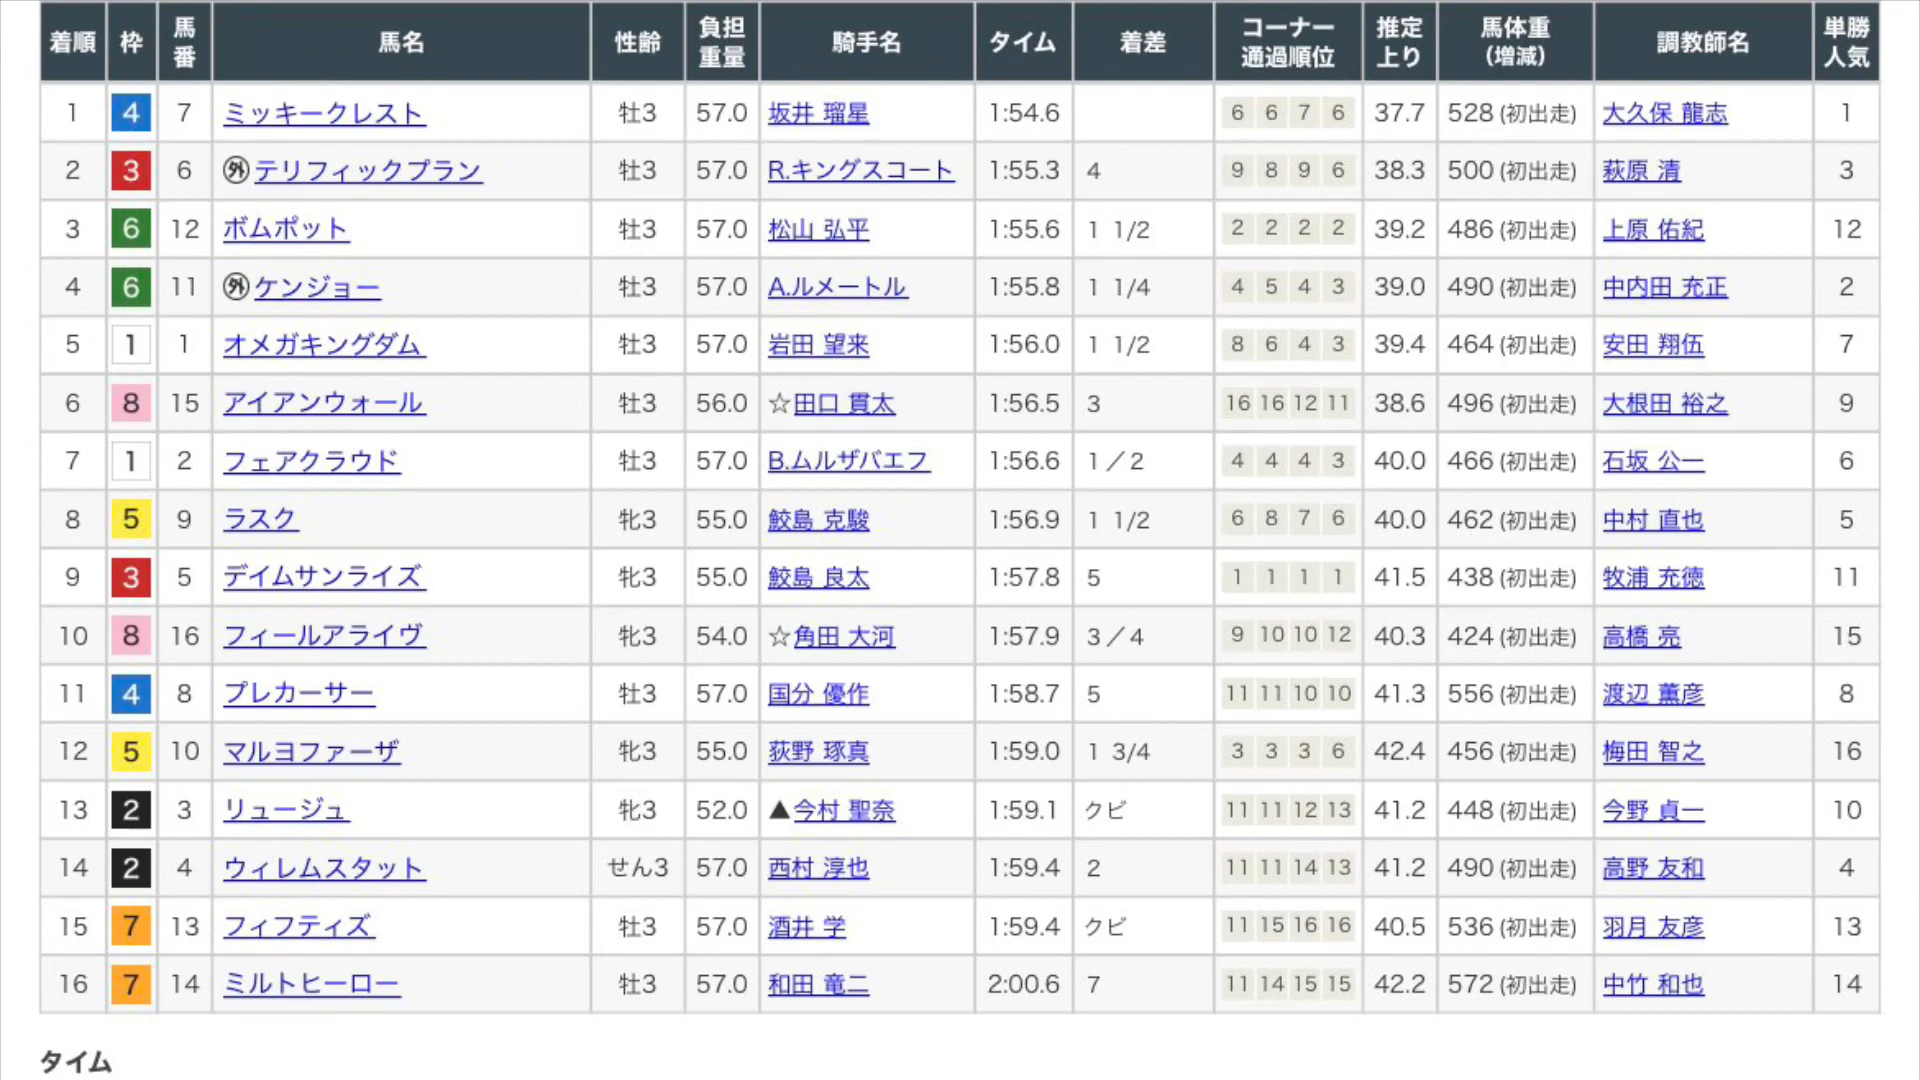 着順 枠 馬番 馬名 性齢 負担重量 騎手名 タイム 着差 コーナー通過順位 推定上り 馬体重(増減) 調教師名 単勝人気
1 4 7 ミッキークレスト 牡3 57.0 坂井 瑠星 1:54.6 6 6 7 6 37.7 528 (初出走) 大久保 龍志 1
2 3 6 ㊕テリフィックプラン 牡3 57.0 R.キングスコート 1:55.3 4 9 8 9 6 38.3 500 (初出走) 萩原 清 3
3 6 12 ボムポット 牡3 57.0 松山 弘平 1:55.6 1 1/2 2 2 2 2 39.2 486 (初出走) 上原 佑紀 12
4 6 11 外ケンジョー 牡3 57.0 A.ルメートル 1:55.8 1 1/4 4 5 4 3 39.0 490 (初出走) 中内田 充正 2
5 1 1 オメガキングダム 牡3 57.0 岩田 望来 1:56.0 1 1/2 8 6 4 3 39.4 464 (初出走) 安田 翔伍 7
6 8 15 アイアンウォール 牡3 56.0 ☆田口 貫太 1:56.5 3 16 16 12 11 38.6 496 (初出走) 大根田 裕之 9
7 1 2 フェアクラウド 牡3 57.0 B.ムルザバエフ 1:56.6 1／2 4 4 4 3 40.0 466 (初出走) 石坂 公一 6
8 5 9 ラスク 牝3 55.0 鮫島 克駿 1:56.9 1 1/2 6 8 7 6 40.0 462 (初出走) 中村 直也 5
9 3 5 デイムサンライズ 牝3 55.0 鮫島 良太 1:57.8 5 1 1 1 1 41.5 438 (初出走) 牧浦 充徳 11
10 8 16 フィールアライヴ 牝3 54.0 ☆角田 大河 1:57.9 3／4 9 10 10 12 40.3 424 (初出走) 高橋 亮 15
11 4 8 プレカーサー 牡3 57.0 国分 優作 1:58.7 5 11 11 10 10 41.3 556 (初出走) 渡辺 薫彦 8
12 5 10 マルヨファーザ 牝3 55.0 荻野 琢真 1:59.0 1 3/4 3 3 3 6 42.4 456 (初出走) 梅田 智之 16
13 2 3 リュージュ 牝3 52.0 ▲今村 聖奈 1:59.1 クビ 11 11 12 13 41.2 448 (初出走) 今野 貞一 10
14 2 4 ウィレムスタット せん3 57.0 西村 淳也 1:59.4 2 11 11 14 13 41.2 490 (初出走) 高野 友和 4
15 7 13 フィフティズ 牡3 57.0 酒井 学 1:59.4 クビ 11 15 16 16 40.5 536 (初出走) 羽月 友彦 13
16 7 14 ミルトヒーロー 牡3 57.0 和田 竜二 2:00.6 7 11 14 15 15 42.2 572 (初出走) 中竹 和也 14
タイム